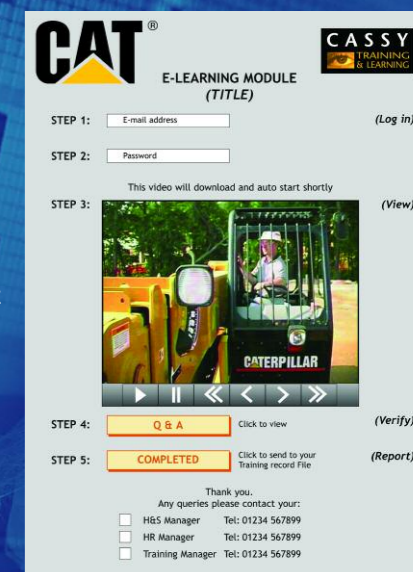 CAT®
CASSY
TRAINING
& LEARNING
E-LEARNING MODULE
(TITLE)
STEP 1: E-mail address (Log in)
STEP 2: Password
This video will download and auto start shortly
STEP 3: (View)
CATERPILLAR
STEP 4: Q & A Click to view (Verify)
STEP 5: COMPLETED Click to send to your
Training record File (Report)
Thank you.
Any queries please contact your:
H&S Manager Tel: 01234 567899
HR Manager Tel: 01234 567899
Training Manager Tel: 01234 567899